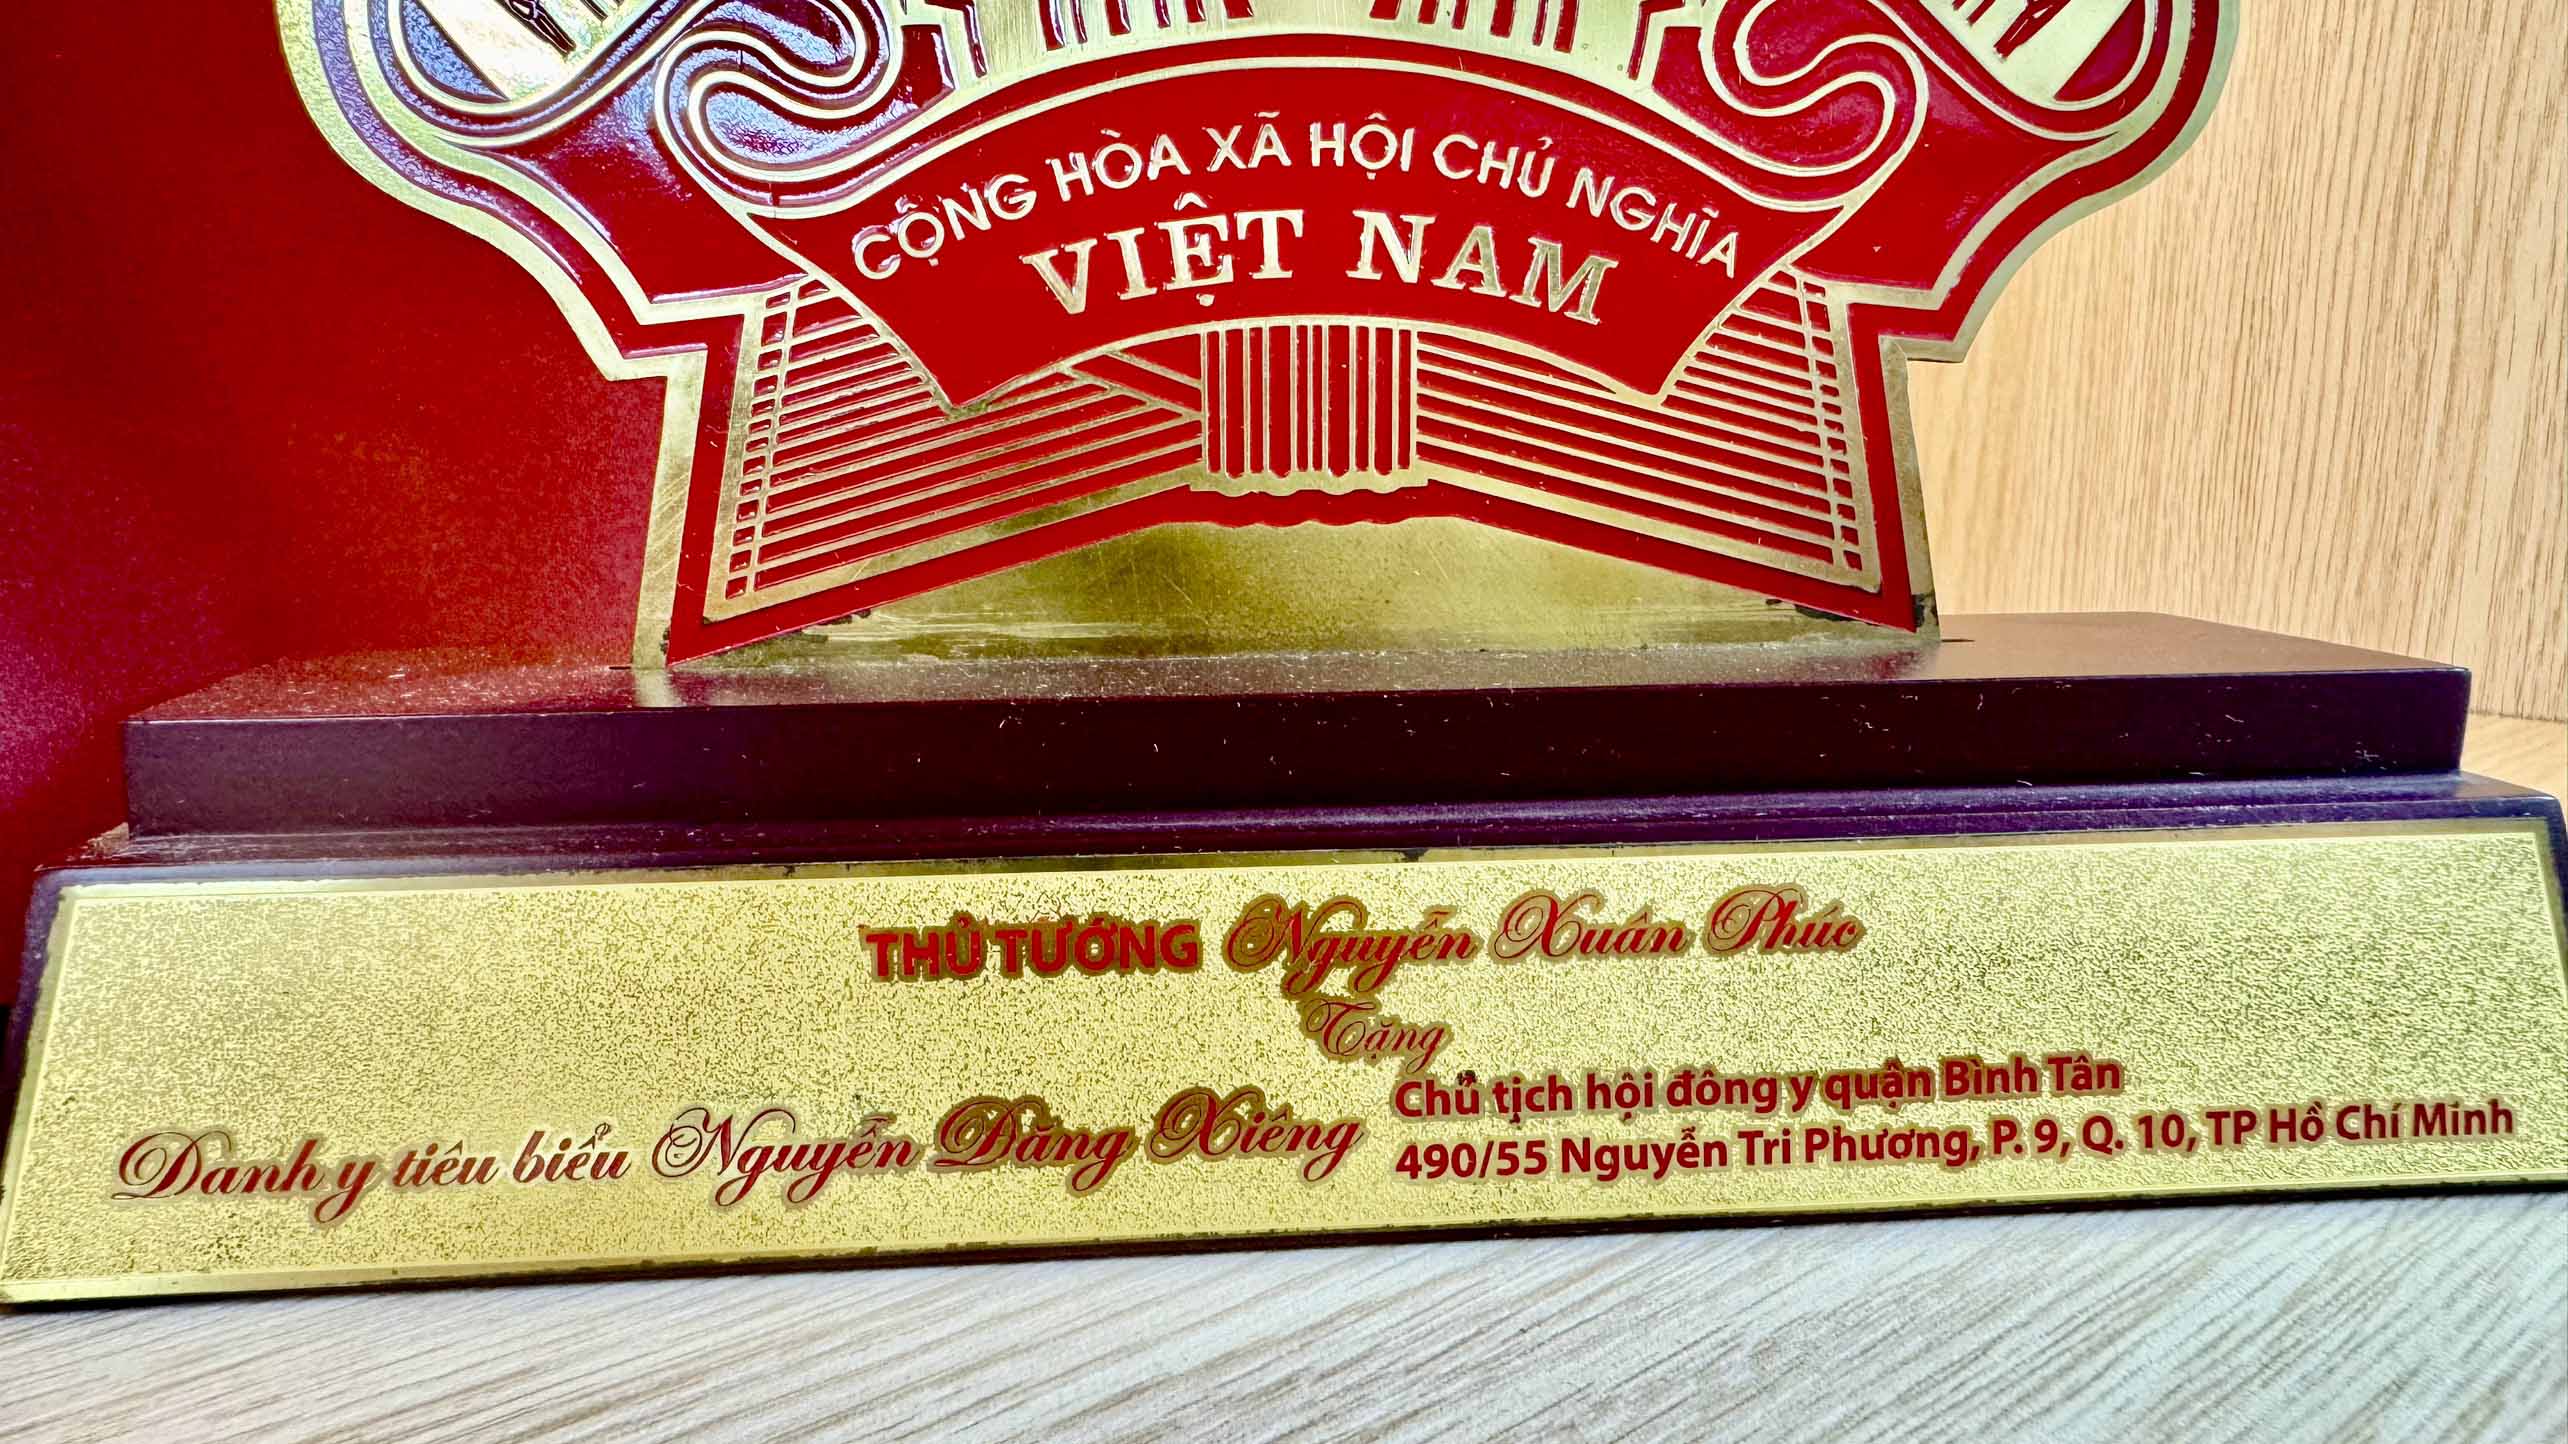 CỘNG HÒA XÃ HỘI CHỦ NGHĨA
VIỆT NAM
THỦ TƯỚNG Nguyễn Xuân Phúc
Tặng
Danh y tiêu biểu Nguyễn Đăng Xiêng
Chủ tịch hội đông y quận Bình Tân
490/55 Nguyễn Tri Phương, P. 9, Q. 10, TP Hồ Chí Minh